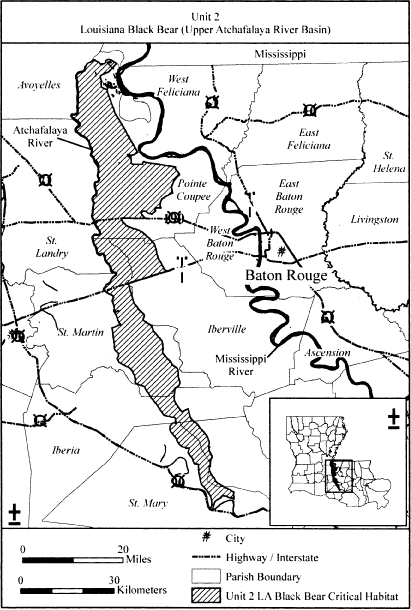 Unit 2
Louisiana Black Bear (Upper Atchafalaya River Basin)
Mississippi
Avoyelles
West
Feliciana
Atchafalaya
River
East
Feliciana
St.
Helena
Pointe
Coupee
East
Baton
Rouge
Livingston
St.
Landry
West
Baton
Rouge
Baton Rouge
St. Martin
Iberville
Mississippi
River
Ascension
Iberia
St. Mary
City
0 20
Miles
Highway / Interstate
Parish Boundary
0 30
Kilometers
Unit 2 LA Black Bear Critical Habitat